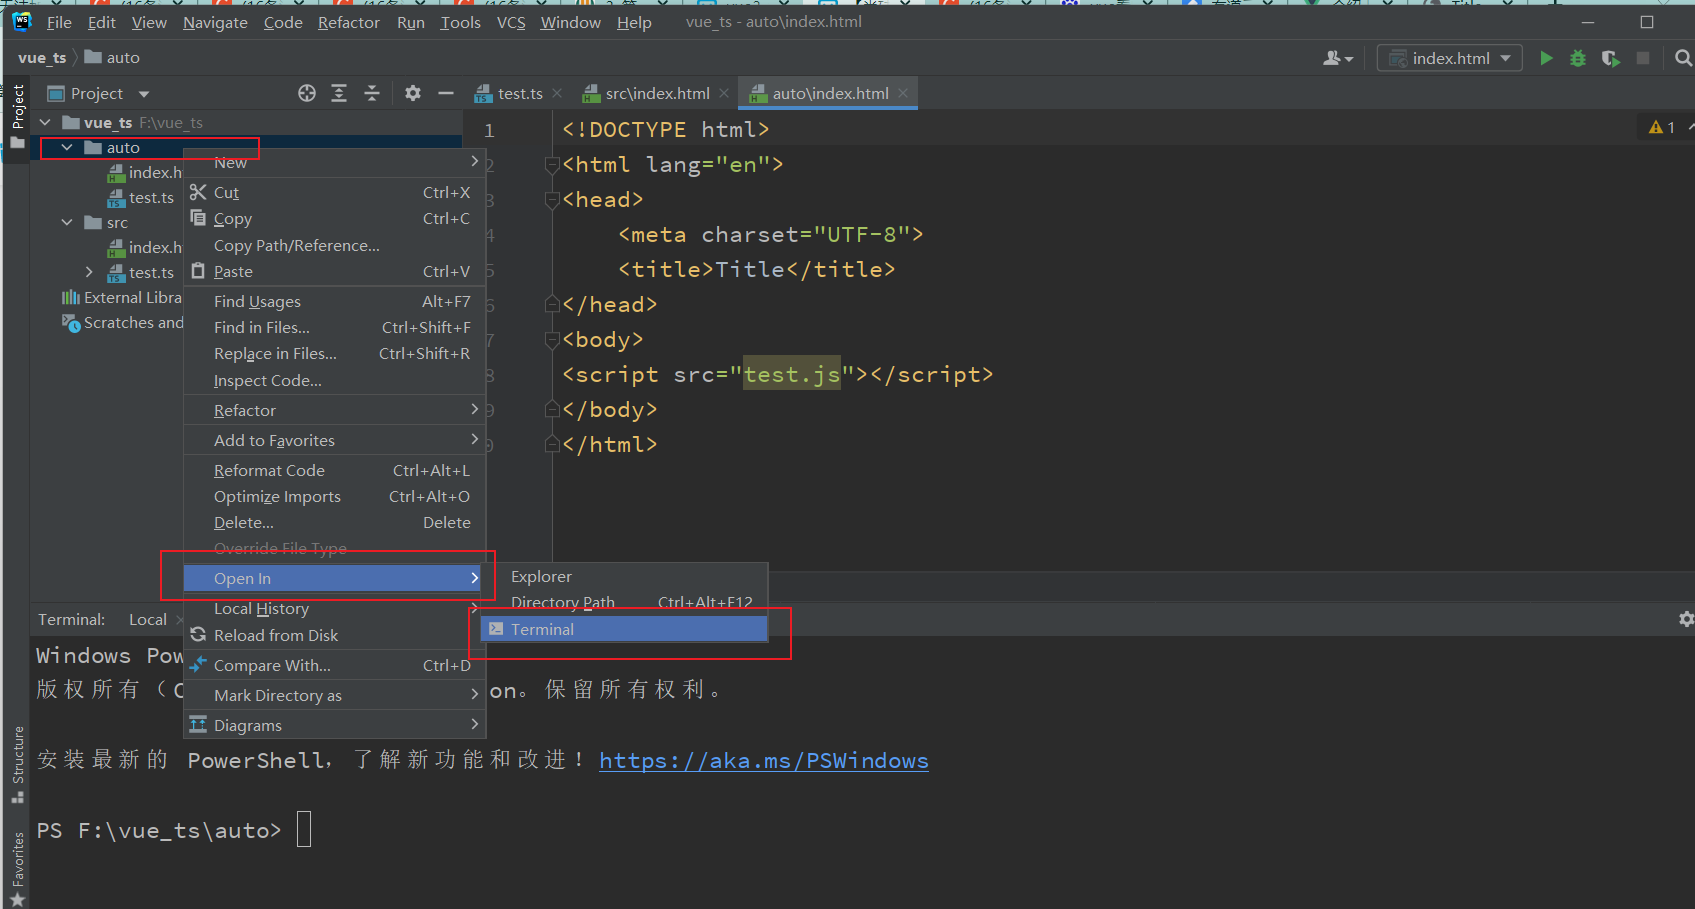 WS File Edit View Navigate Code Refactor Run Tools VCS Window Help vue_ts - auto\index.html
vue_ts auto index.html
Project test.ts src\index.html auto\index.html
Project
vue_ts F:\vue_ts
auto
index.h
test.ts
src
index.h
test.ts
External Libra
Scratches and
New
Cut Ctrl+X
Copy Ctrl+C
Copy Path/Reference...
Paste Ctrl+V
Find Usages Alt+F7
Find in Files... Ctrl+Shift+F
Replace in Files... Ctrl+Shift+R
Inspect Code...
Refactor
Add to Favorites
Reformat Code Ctrl+Alt+L
Optimize Imports Ctrl+Alt+O
Delete... Delete
Override File Type
Open In
Local History
Reload from Disk
Compare With... Ctrl+D
Mark Directory as
Diagrams
Explorer
Directory Path Ctrl+Alt+F12
Terminal
1 <!DOCTYPE html> 1
2 <html lang="en">
3 <head>
4 <meta charset="UTF-8">
5 <title>Title</title>
6 </head>
7 <body>
8 <script src="test.js"></script>
9 </body>
</html>
Terminal: Local
Windows Pow
版权所有（C on。保留所有权利。
安装最新的 PowerShell，了解新功能和改进！https://aka.ms/PSWindows
PS F:\vue_ts\auto>
Structure
Favorites